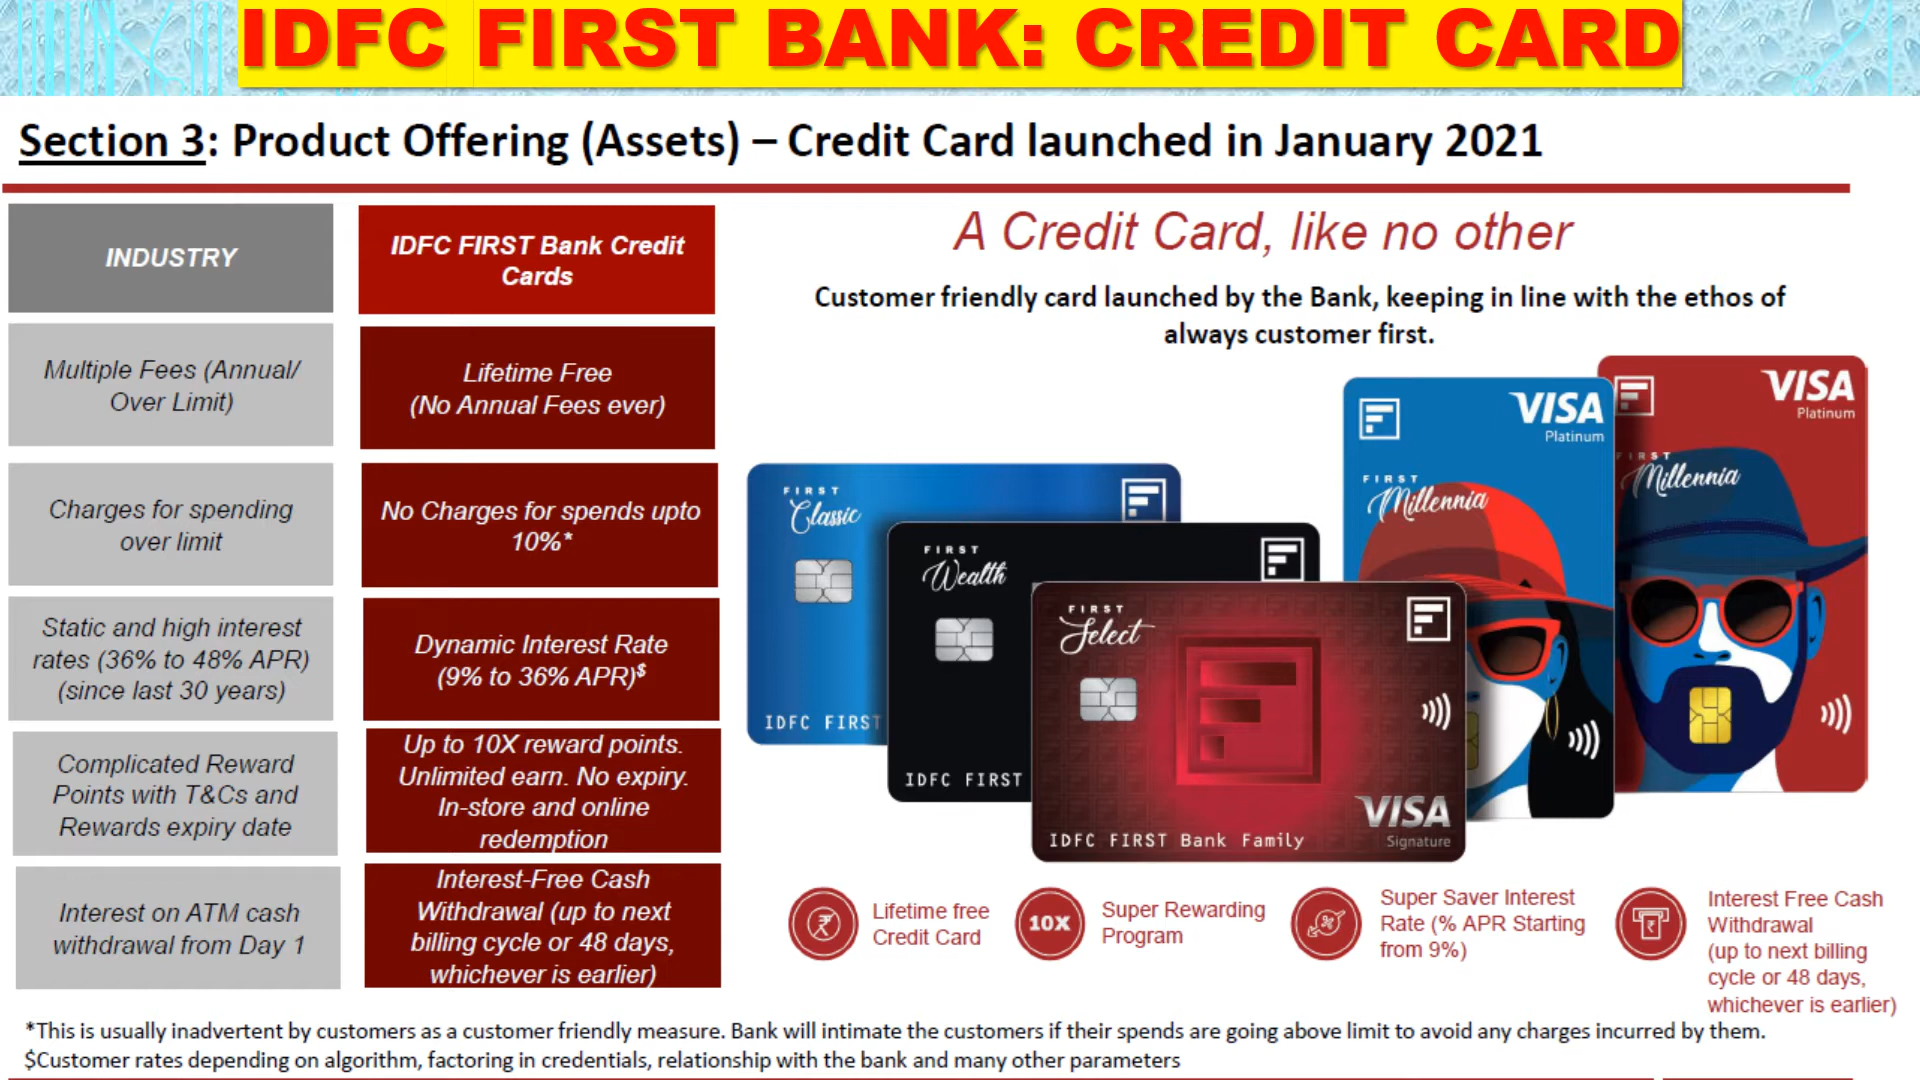 IDFC FIRST BANK: CREDIT CARD
Section 3: Product Offering (Assets) – Credit Card launched in January 2021
INDUSTRY
IDFC FIRST Bank Credit
Cards
Multiple Fees (Annual/
Over Limit)
Lifetime Free
(No Annual Fees ever)
Charges for spending
over limit
No Charges for spends upto
10%*
Static and high interest
rates (36% to 48% APR)
(since last 30 years)
Dynamic Interest Rate
(9% to 36% APR)$
Complicated Reward
Points with T&Cs and
Rewards expiry date
Up to 10X reward points.
Unlimited earn. No expiry.
In-store and online
redemption
Interest on ATM cash
withdrawal from Day 1
Interest-Free Cash
Withdrawal (up to next
billing cycle or 48 days,
whichever is earlier)
A Credit Card, like no other
Customer friendly card launched by the Bank, keeping in line with the ethos of
always customer first.
FIRST
Classic
IDFC FIRST
FIRST
Wealth
IDFC FIRST
FIRST
Select
IDFC FIRST Bank Family
VISA
Signature
VISA
Platinum
FIRST
Millennia
VISA
Platinum
FIRST
Millennia
Lifetime free
Credit Card
10X
Super Rewarding
Program
Super Saver Interest
Rate (% APR Starting
from 9%)
Interest Free Cash
Withdrawal
(up to next billing
cycle or 48 days,
whichever is earlier)
*This is usually inadvertent by customers as a customer friendly measure. Bank will intimate the customers if their spends are going above limit to avoid any charges incurred by them.
$Customer rates depending on algorithm, factoring in credentials, relationship with the bank and many other parameters